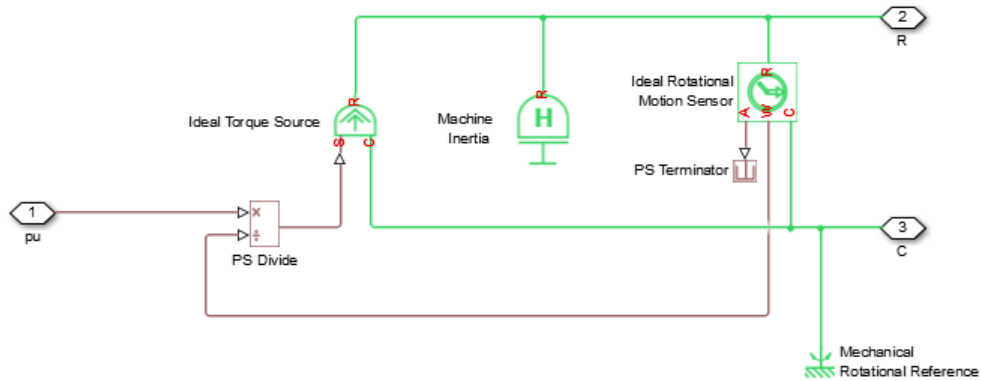 2
R
R
Ideal Rotational
Motion Sensor
R
R
Ideal Torque Source
Machine
Inertia
H
A
W
C
S
C
PS Terminator
1
pu
×
÷
PS Divide
3
C
Mechanical
Rotational Reference